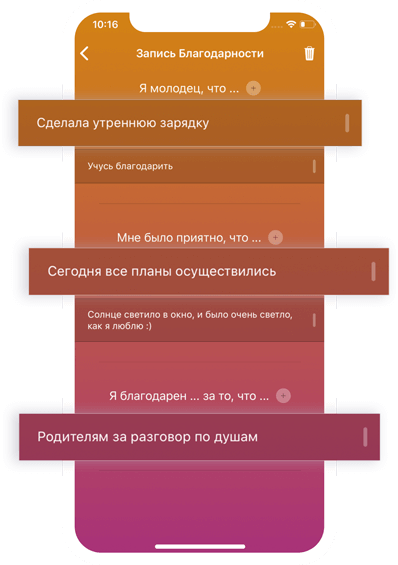 10:16
Запись Благодарности
Я молодец, что ...
Сделала утреннюю зарядку
Учусь благодарить
Мне было приятно, что ...
Сегодня все планы осуществились
Солнце светило в окно, и было очень светло,
как я люблю :)
Я благодарен ... за то, что ...
Родителям за разговор по душам